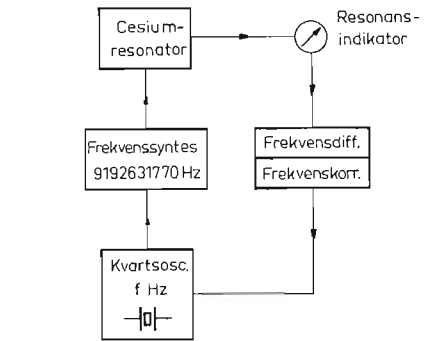 Cesium-
resonator
Resonans-
indikator
Frekvenssyntes
9192631770 Hz
Frekvensdiff.
Frekvenskorr.
Kvartsosc.
f Hz